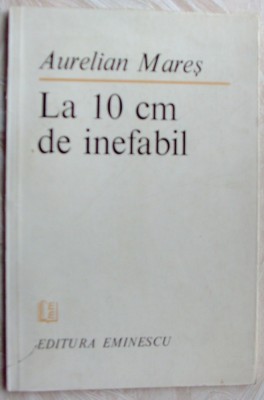 Aurelian Mareș
La 10 cm
de inefabil
EDITURA EMINESCU